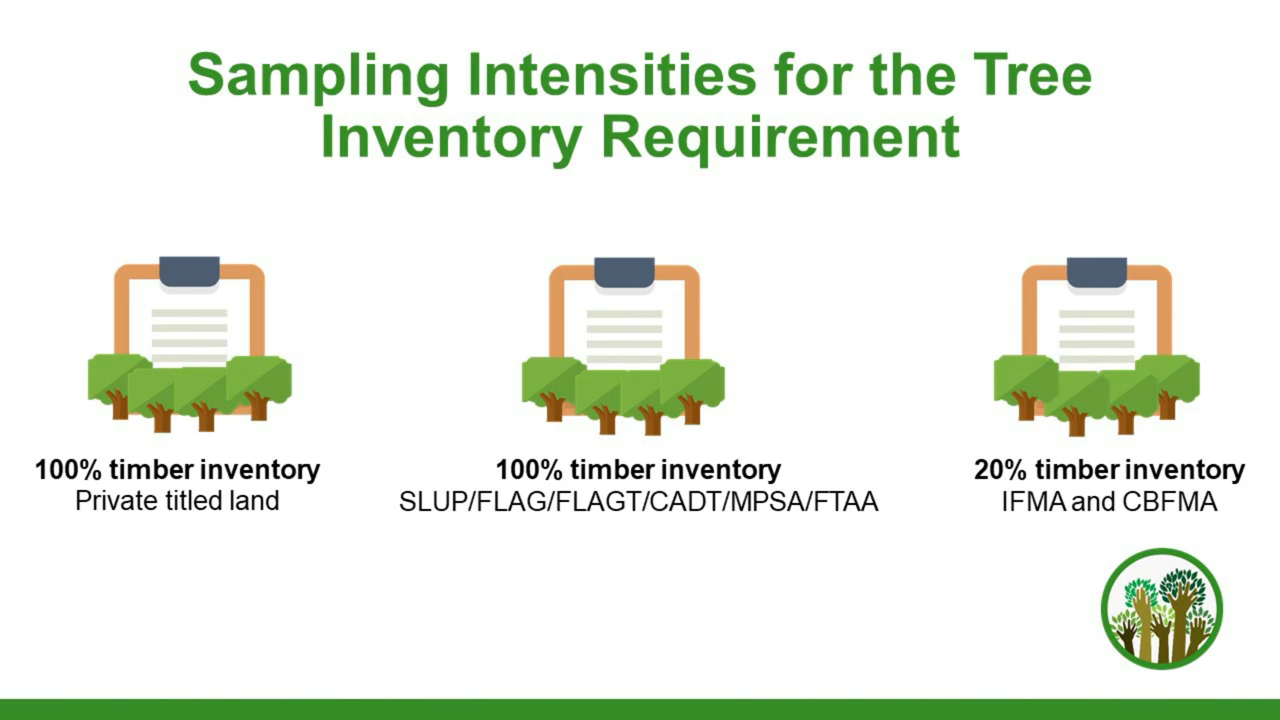 Sampling Intensities for the Tree
Inventory Requirement
100% timber inventory
Private titled land
100% timber inventory
SLUP/FLAG/FLAGT/CADT/MPSA/FTAA
20% timber inventory
IFMA and CBFMA